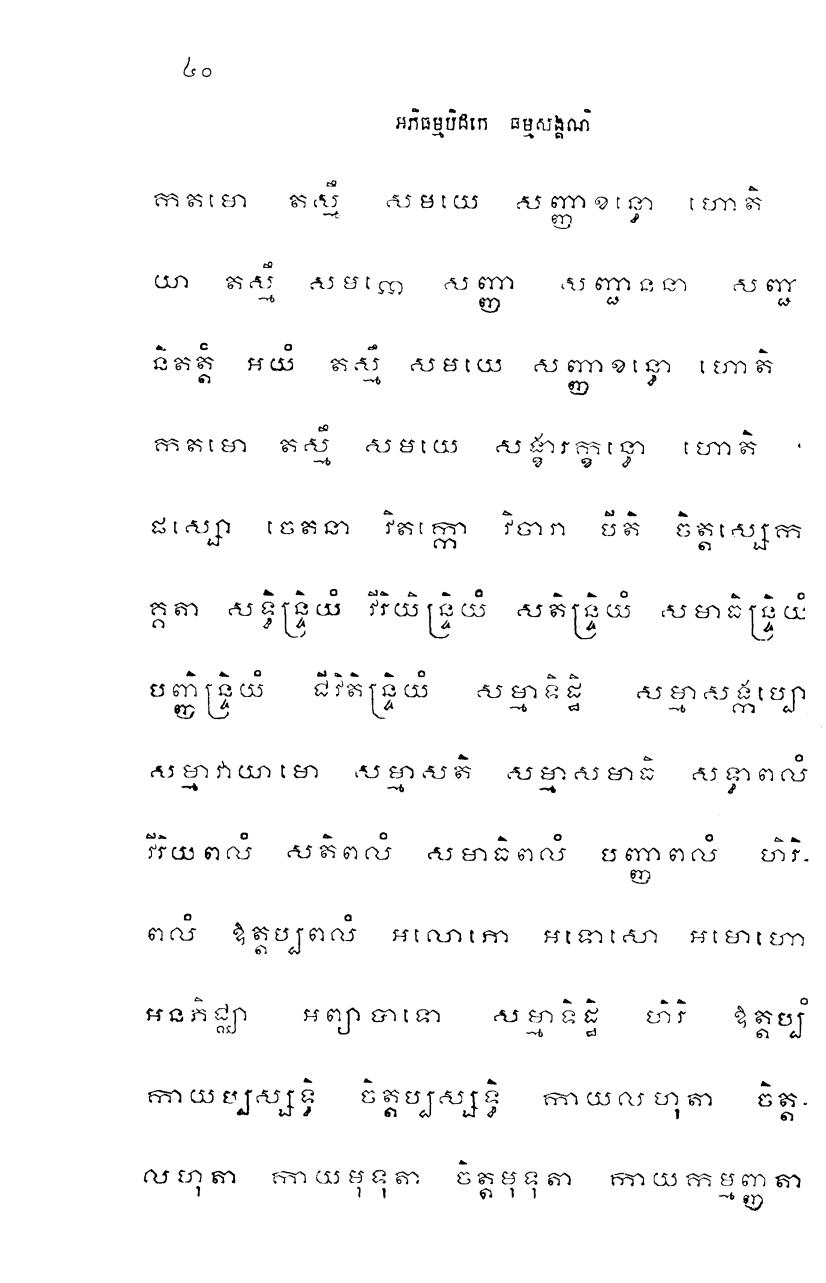 ៤០
អភិធម្មបិដកេ ធម្មសង្គណិ
កតមោ តស្មឹ សមយេ សញ្ញាខន្ធោ ហោតិ
យា តស្មឹ សមយេ សញ្ញា សញ្ជាននា សញ្ជា
និតត្តំ អយំ តស្មឹ សមយេ សញ្ញាខន្ធោ ហោតិ
កតមោ តស្មឹ សមយេ សង្ខារក្ខន្ធោ ហោតិ
ផស្សោ ចេតនា វិតក្កោ វិចារោ បីតិ ចិត្តស្សេក
គ្គតា សទ្ធិន្ទ្រិយំ វីរិយិន្ទ្រិយំ សតិន្ទ្រិយំ សមាធិន្ទ្រិយំ
បញ្ញិន្ទ្រិយំ ជីវិតិន្ទ្រិយំ សម្មាទិដ្ឋិ សម្មាសង្កប្បោ
សម្មាវាយាមោ សម្មាសតិ សម្មាសមាធិ សទ្ធាពលំ
វីរិយពលំ សតិពលំ សមាធិពលំ បញ្ញាពលំ ហិរិ-
ពលំ ឱត្តប្បពលំ អលោភោ អទោសោ អមោហោ
អនភិជ្ឈា អព្យាបាទោ សម្មាទិដ្ឋិ ហិរិ ឱត្តប្បំ
កាយប្បស្សទ្ធិ ចិត្តប្បស្សទ្ធិ កាយលហុតា ចិត្ត-
លហុតា កាយមុទុតា ចិត្តមុទុតា កាយកម្មញ្ញតា